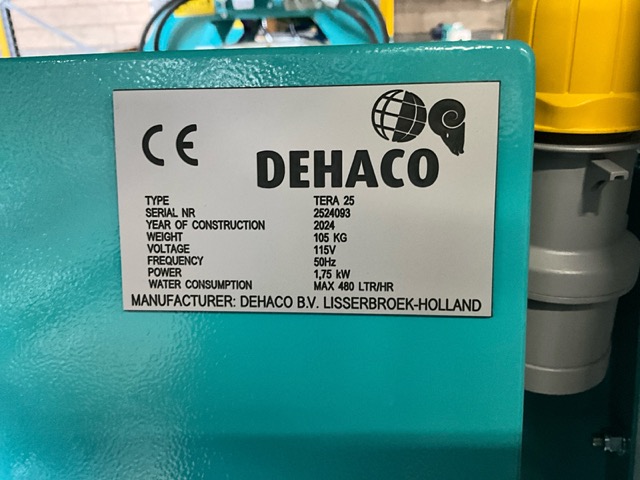 CE
DEHACO
TYPE TERA 25
SERIAL NR 2524093
YEAR OF CONSTRUCTION 2024
WEIGHT 105 KG
VOLTAGE 115V
FREQUENCY 50Hz
POWER 1,75 kW
WATER CONSUMPTION MAX 480 LTR/HR
MANUFACTURER: DEHACO B.V. LISSERBROEK-HOLLAND